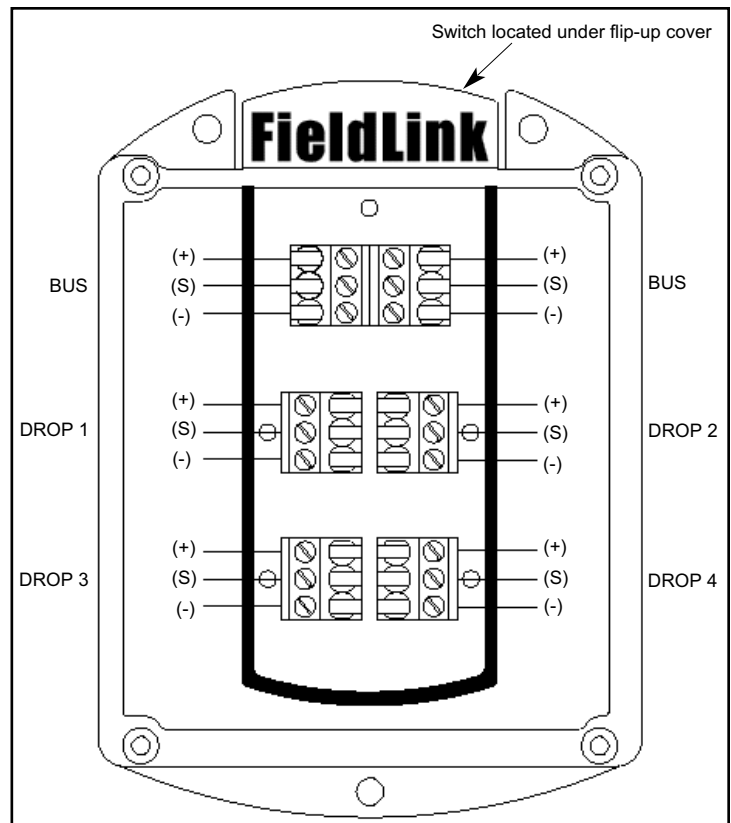 Switch located under flip-up cover
FieldLink
(+)
(+)
BUS
(S)
(S)
BUS
(-)
(-)
(+)
(+)
DROP 1
(S)
(S)
DROP 2
(-)
(-)
(+)
(+)
DROP 3
(S)
(S)
DROP 4
(-)
(-)